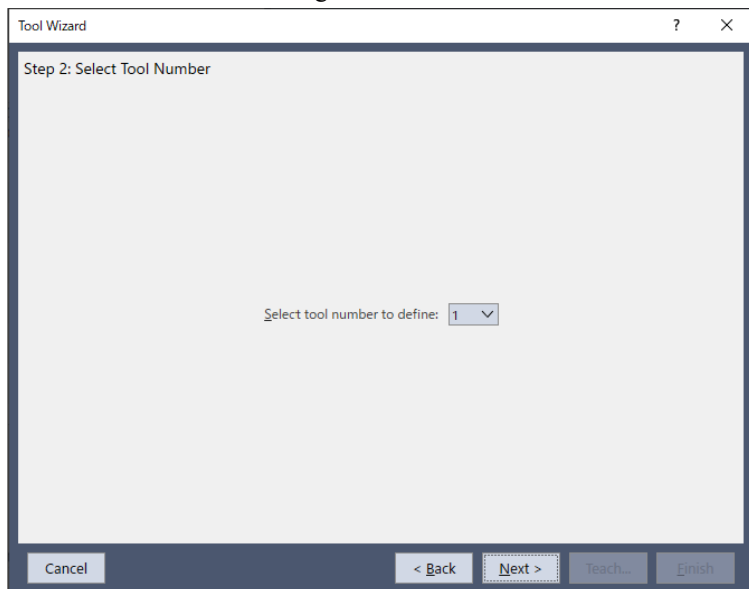 Tool Wizard ? ×
Step 2: Select Tool Number
Select tool number to define: 1
Cancel < Back Next > Teach... Finish